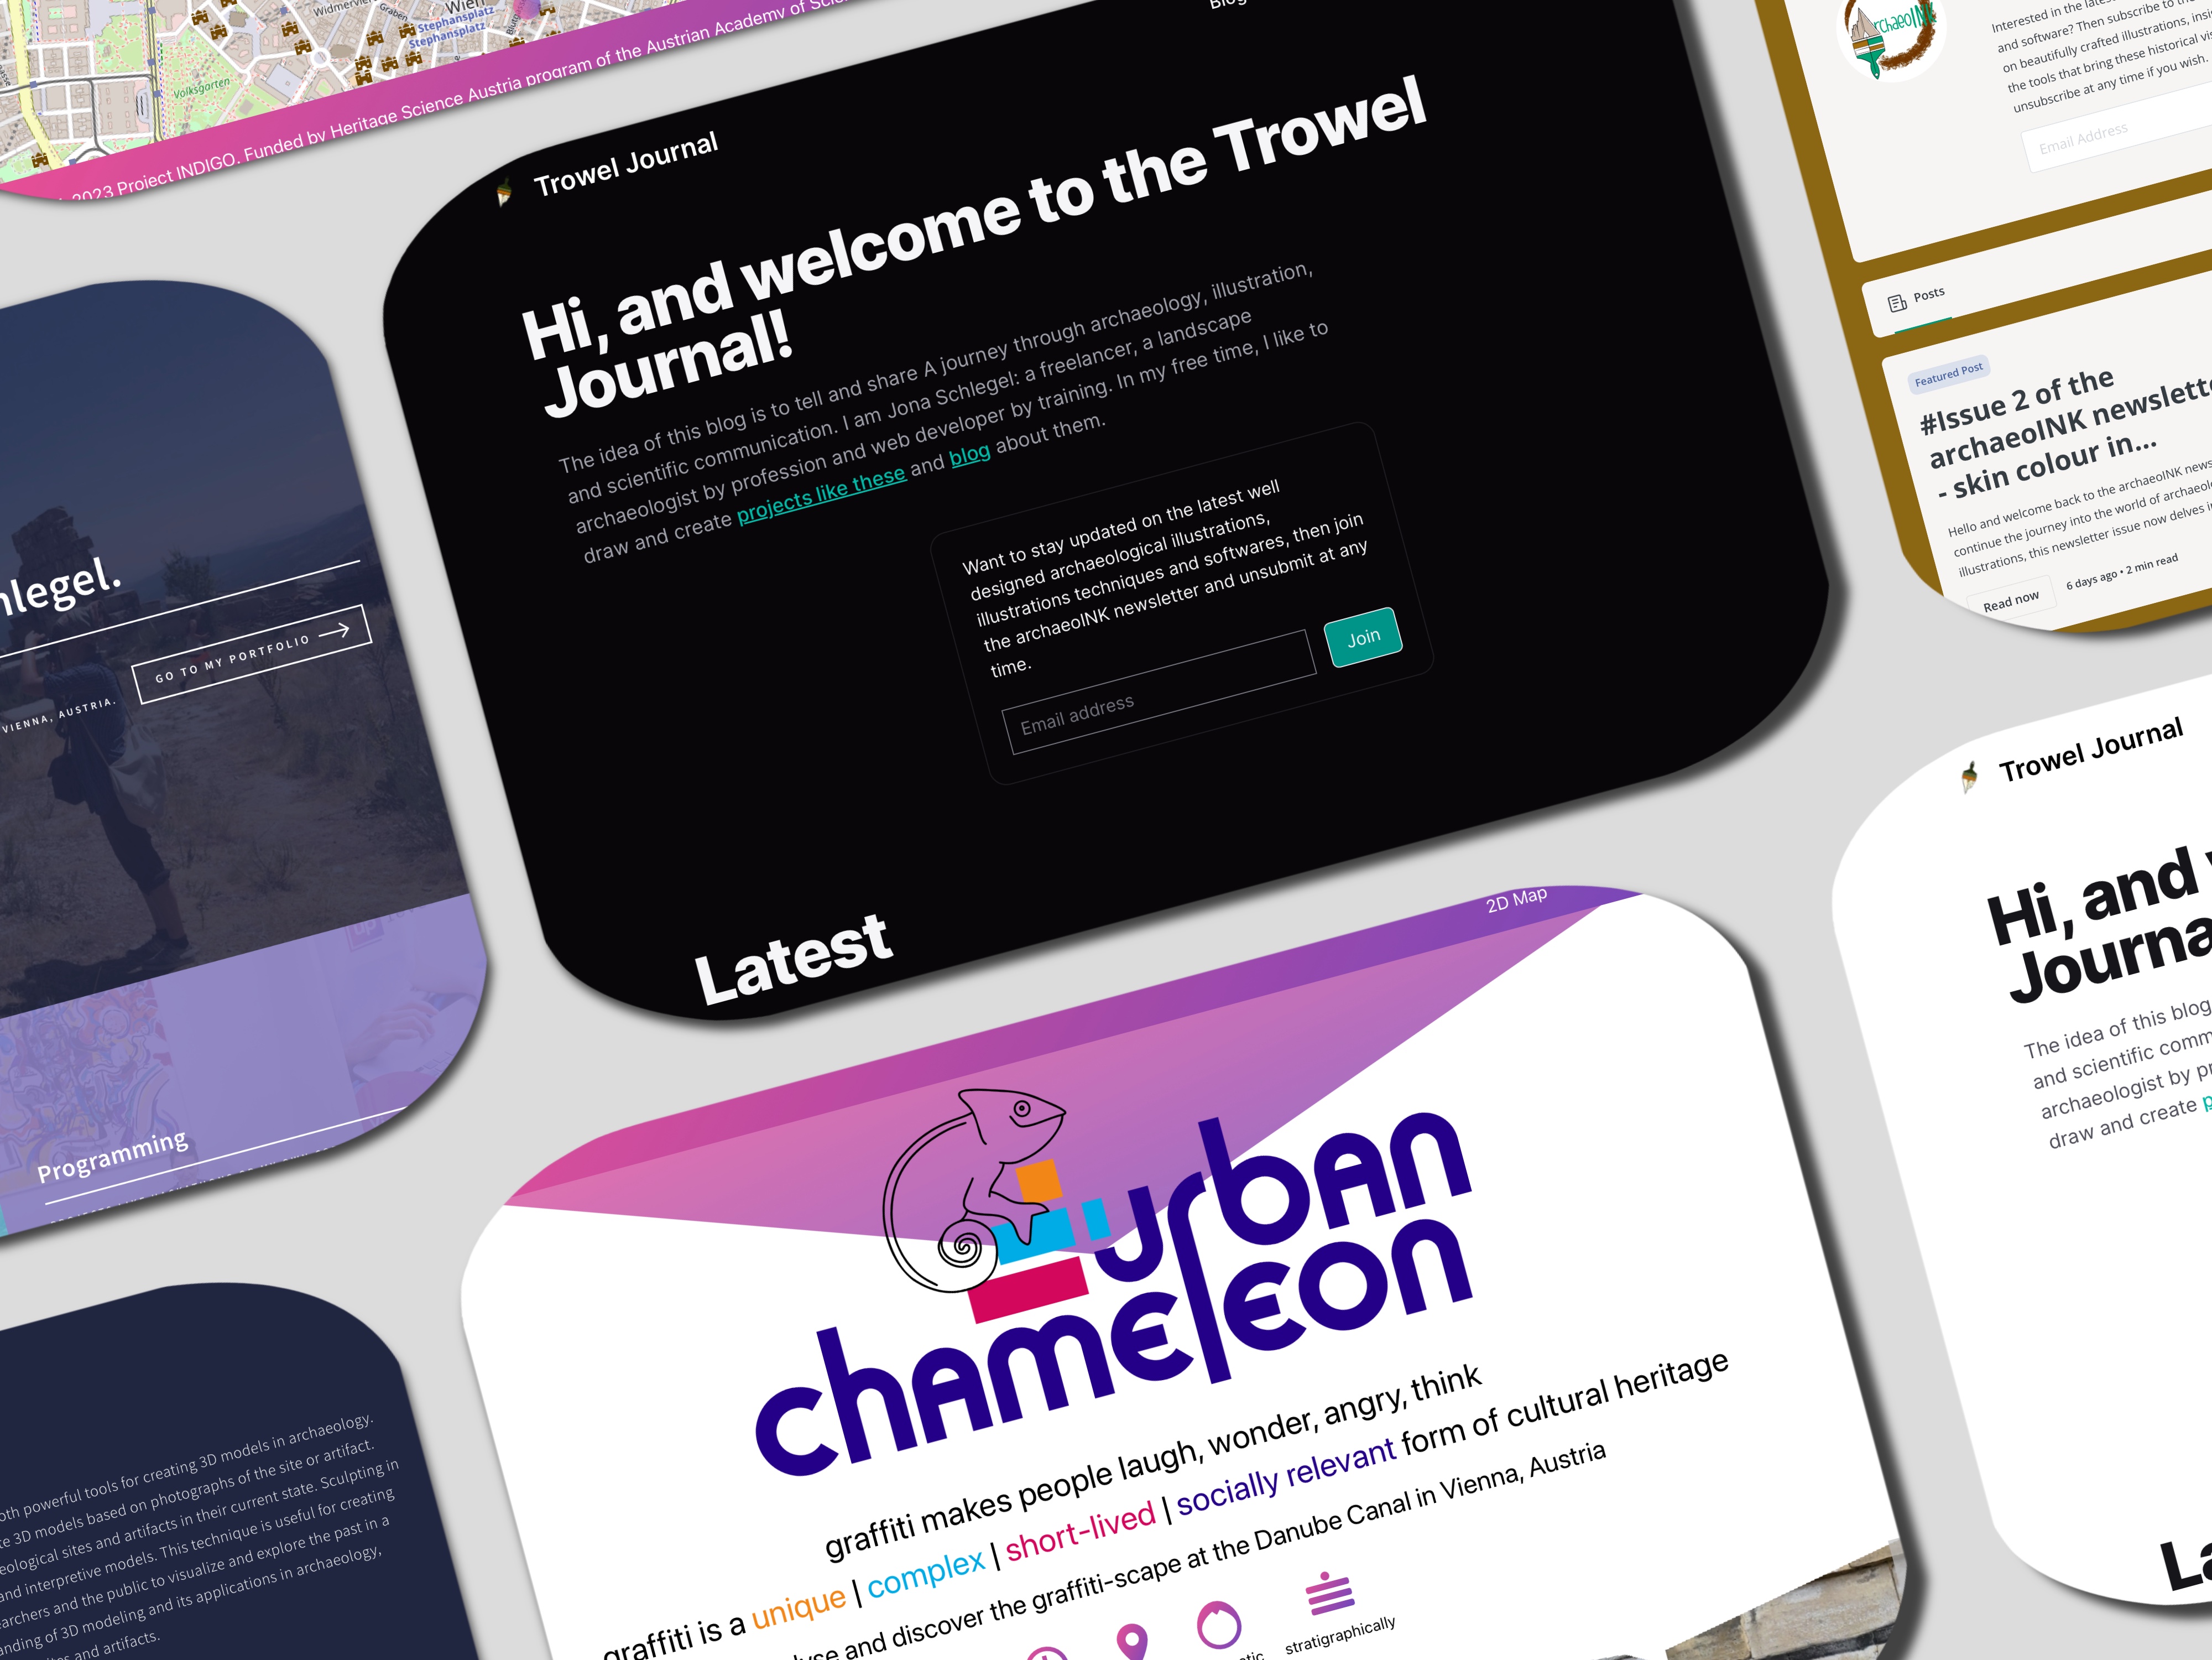 Wien
Graben
Stephansplatz
Stephansplatz
Volksgarten
2023 Project INDIGO. Funded by Heritage Science Austria program of the Austrian Academy of
Blog
Trowel Journal
Hi, and welcome to the Trowel
Journal!
The idea of this blog is to tell and share A journey through archaeology, illustration,
and scientific communication. I am Jona Schlegel: a freelancer, a landscape
archaeologist by profession and web developer by training. In my free time, I like to
draw and create projects like these and blog about them.
Want to stay updated on the latest well
designed archaeological illustrations,
illustrations techniques and softwares, then join
the archaeoINK newsletter and unsubmit at any
time.
Email address
Join
Latest
archaeoINK
Interested in the
and software? Then subscribe to
on beautifully crafted illustrations,
the tools that bring these historical
unsubscribe at any time if you wish.
Email Address
Posts
Featured Post
#Issue 2 of the
archaeoINK
- skin colour in...
Hello and welcome back to the archaeoINK
continue the journey into the world of
illustrations, this newsletter issue now delves
Read now
6 days ago • 2 min read
hlegel.
VIENNA, AUSTRIA.
GO TO MY PORTFOLIO
Programming
oth powerful tools for creating 3D models in archaeology.
te 3D models based on photographs of the site or artifact.
eological sites and artifacts in their current state. Sculpting in
and interpretive models. This technique is useful for creating
archers and the public to visualize and explore the past in a
anding of 3D modeling and its applications in archaeology,
and artifacts.
2D Map
urban
chameleon
graffiti makes people laugh, wonder, angry, think
graffiti is a unique | complex | short-lived | socially relevant form of cultural heritage
lyse and discover the graffiti-scape at the Danube Canal in Vienna, Austria
stratigraphically
Trowel Journal
Hi, and
Journa
The idea of this blog
and scientific comm
archaeologist by pr
draw and create
La